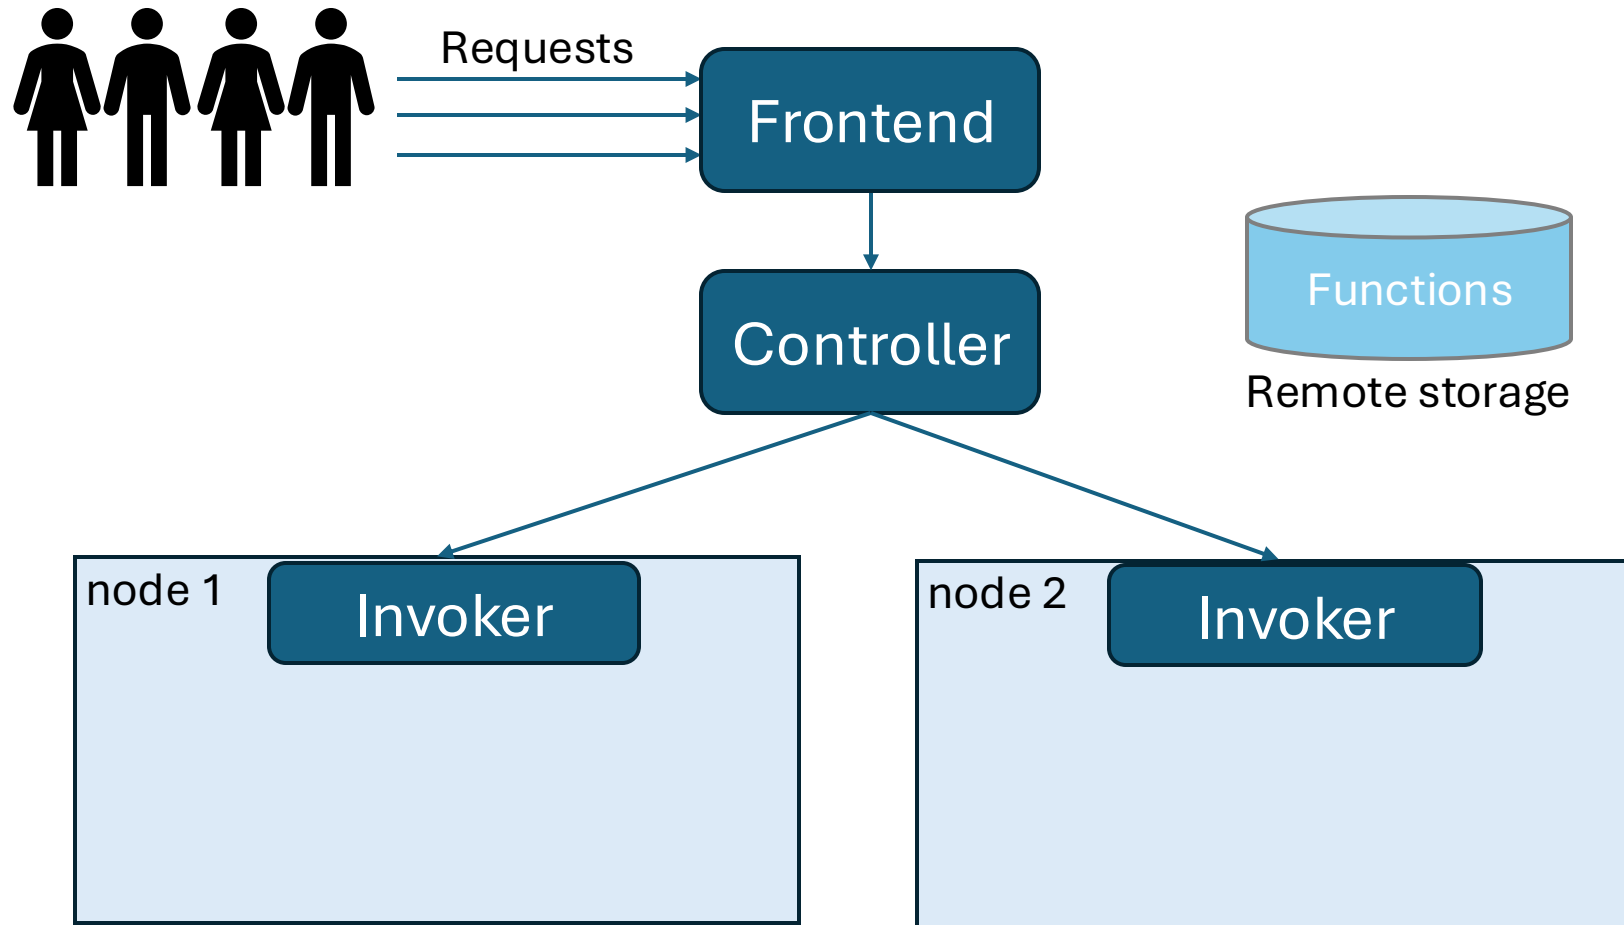 Requests
Frontend
Controller
Functions
Remote storage
node 1
Invoker
node 2
Invoker